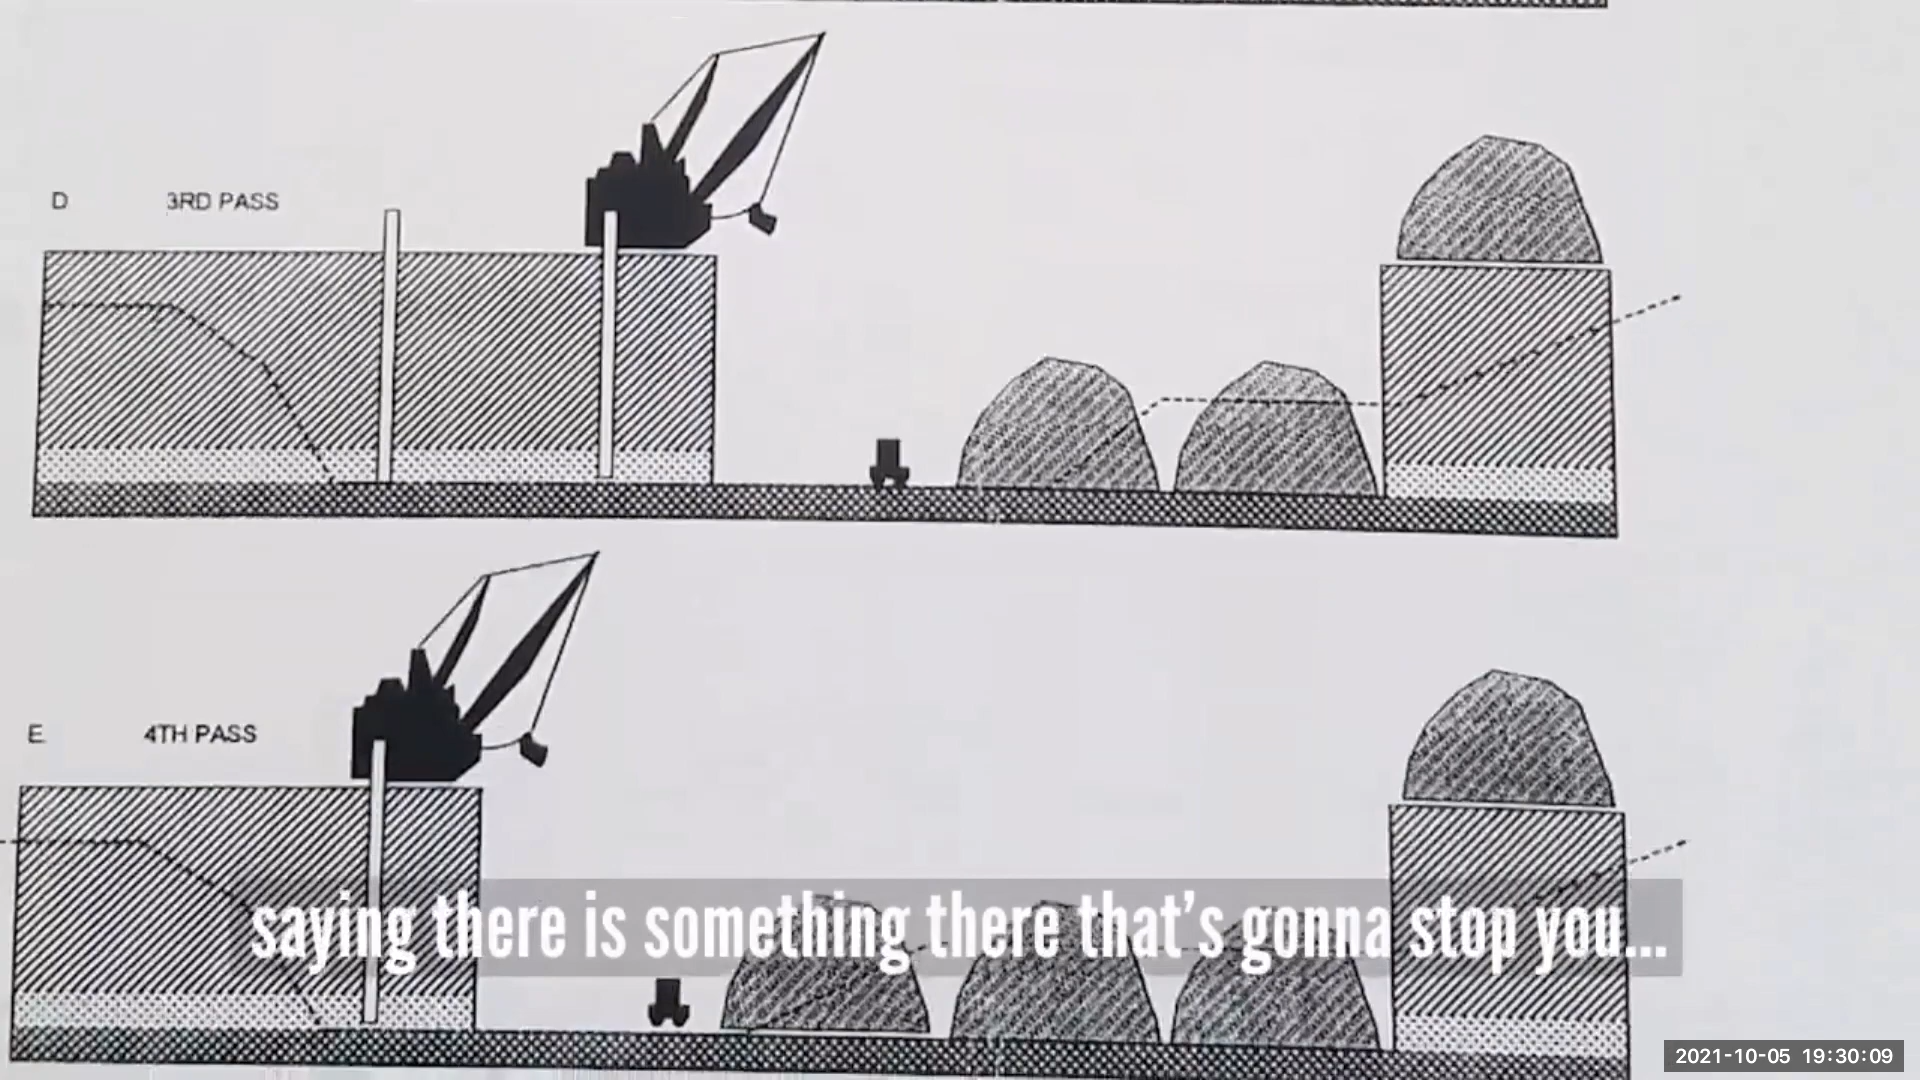 D 3RD PASS
E 4TH PASS
saying there is something there that's gonna stop you...
2021-10-05 19:30:09